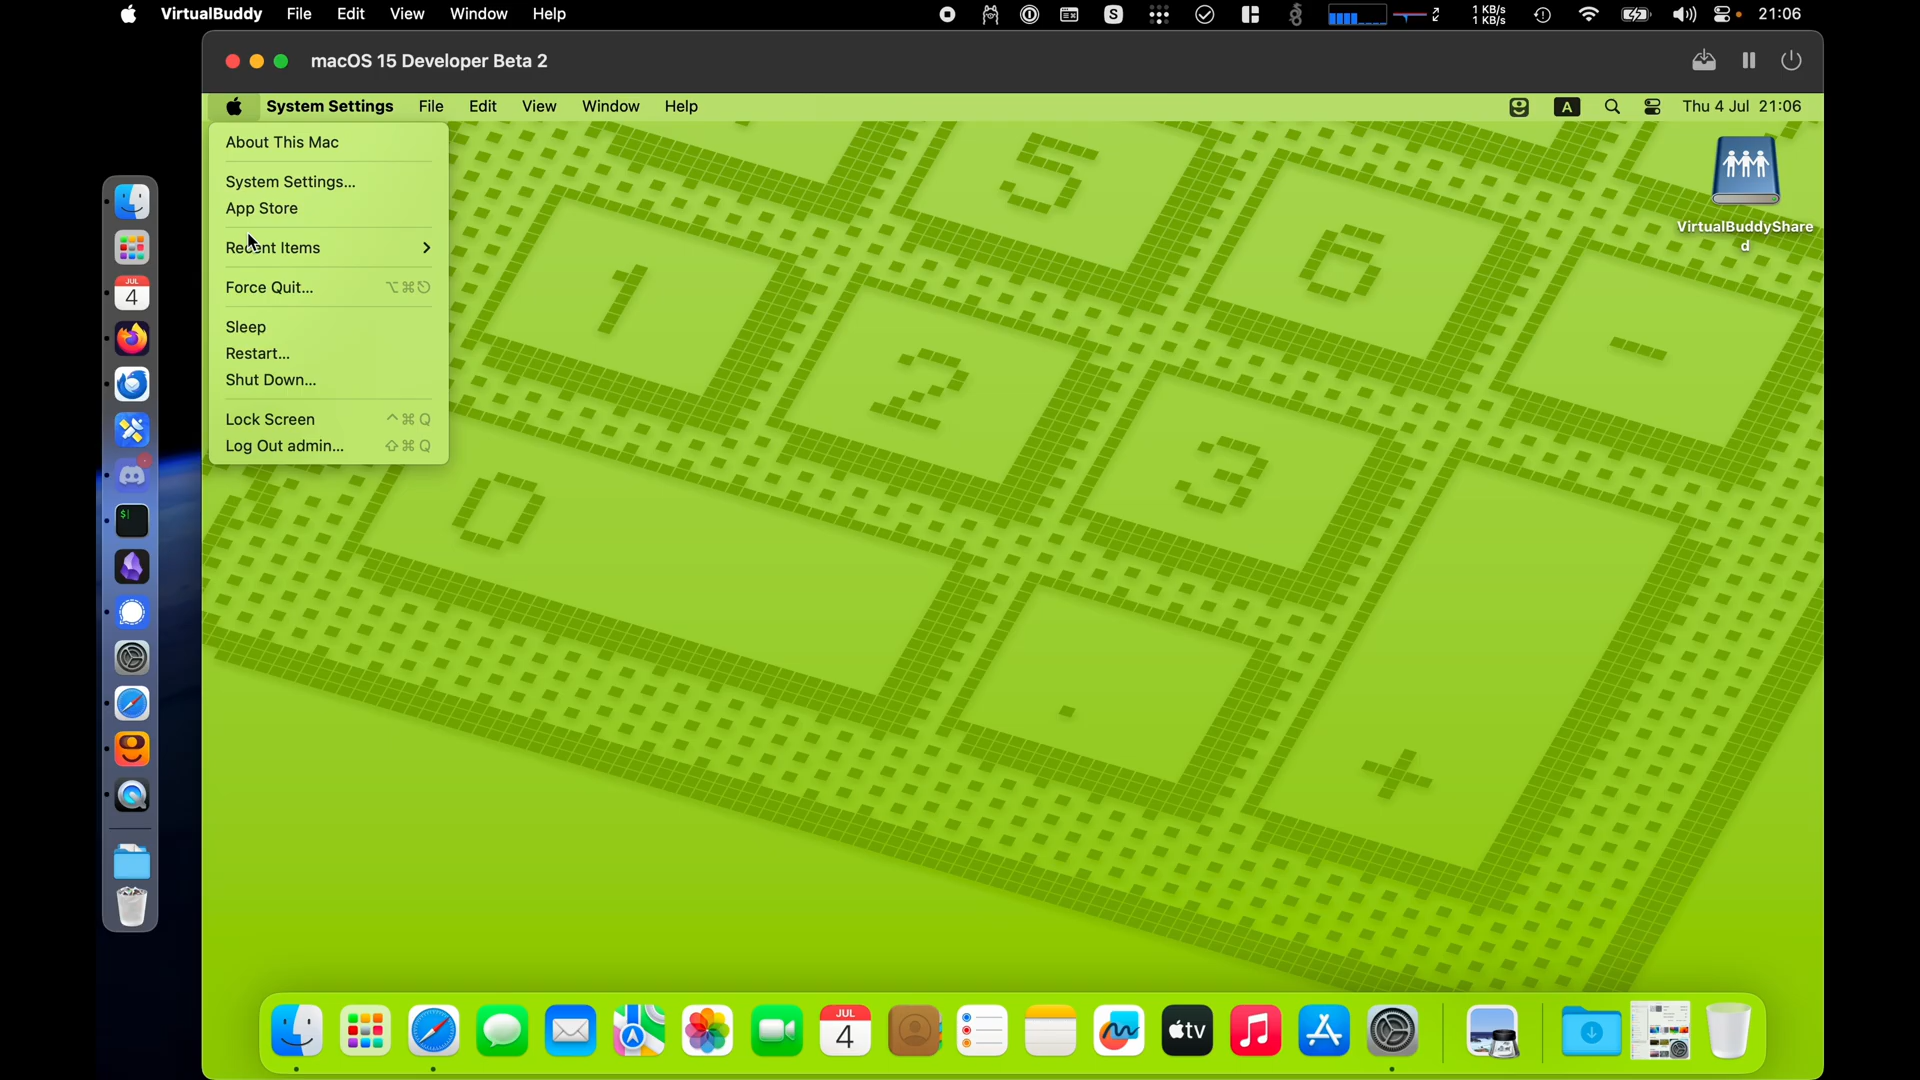 VirtualBuddy File Edit View Window Help
S
1 KB/s
1 KB/s
21:06
macOS 15 Developer Beta 2
System Settings File Edit View Window Help
A
Thu 4 Jul 21:06
About This Mac
System Settings...
App Store
Recent Items
Force Quit... ⌥⌘⎋
Sleep
Restart...
Shut Down...
Lock Screen ^⌘Q
Log Out admin... ⇧⌘Q
VirtualBuddyShare
d
5
6
1
2
3
-
0
.
+
JUL
4
$
JUL
4
tv